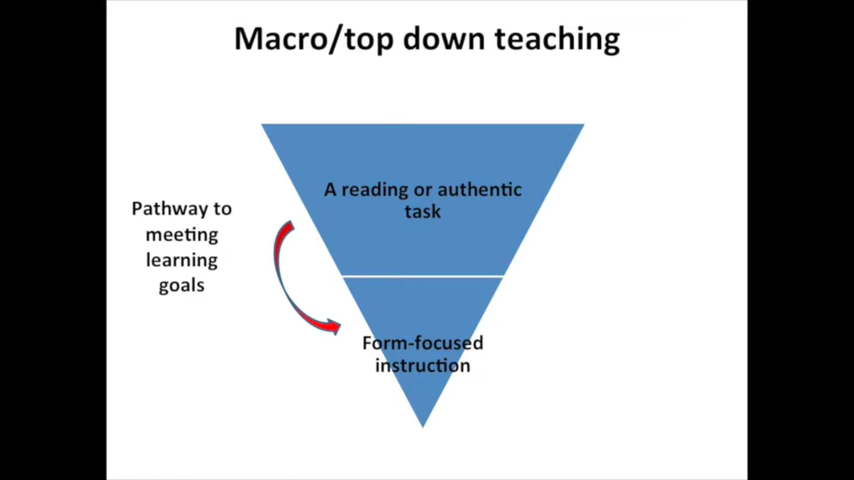 Macro/top down teaching
A reading or authentic
task
Pathway to
meeting
learning
goals
Form-focused
instruction